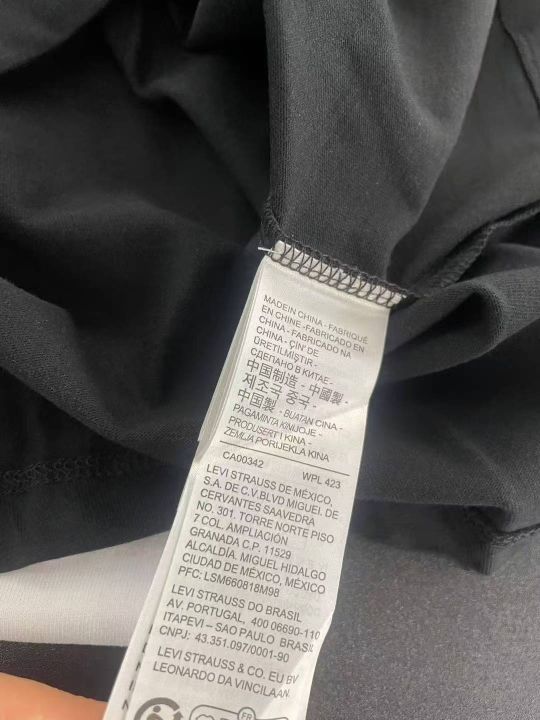 MADE IN CHINA - FABRIQUÉ
EN CHINE - FABRICADO EN
CHINA - FABRICADO NA
CHINA - ÇİN' DE
ÜRETİLMİŞTİR -
СДЕЛАНО В КИТАЕ -
中国制造 - 中國製 -
제조국 중국 -
中国製 - BUATAN CINA -
PAGAMINTA KINIJOJE -
PRODUSERT I KINA -
ZEMLJA PORIJEKLA KINA
CA00342 WPL 423
LEVI STRAUSS DE MÉXICO,
S.A. DE C.V.BLVD MIGUEL DE
CERVANTES SAAVEDRA
NO. 301. TORRE NORTE PISO
7 COL. AMPLIACIÓN
GRANADA C.P. 11529
ALCALDÍA. MIGUEL HIDALGO
CIUDAD DE MÉXICO, MÉXICO
PFC: LSM660818M98
LEVI STRAUSS DO BRASIL
AV. PORTUGAL, 400 06690-110
ITAPEVI – SAO PAULO BRASIL
CNPJ: 43.351.097/0001-90
LEVI STRAUSS & CO. EU BV
LEONARDO DA VINCILAAN
FR